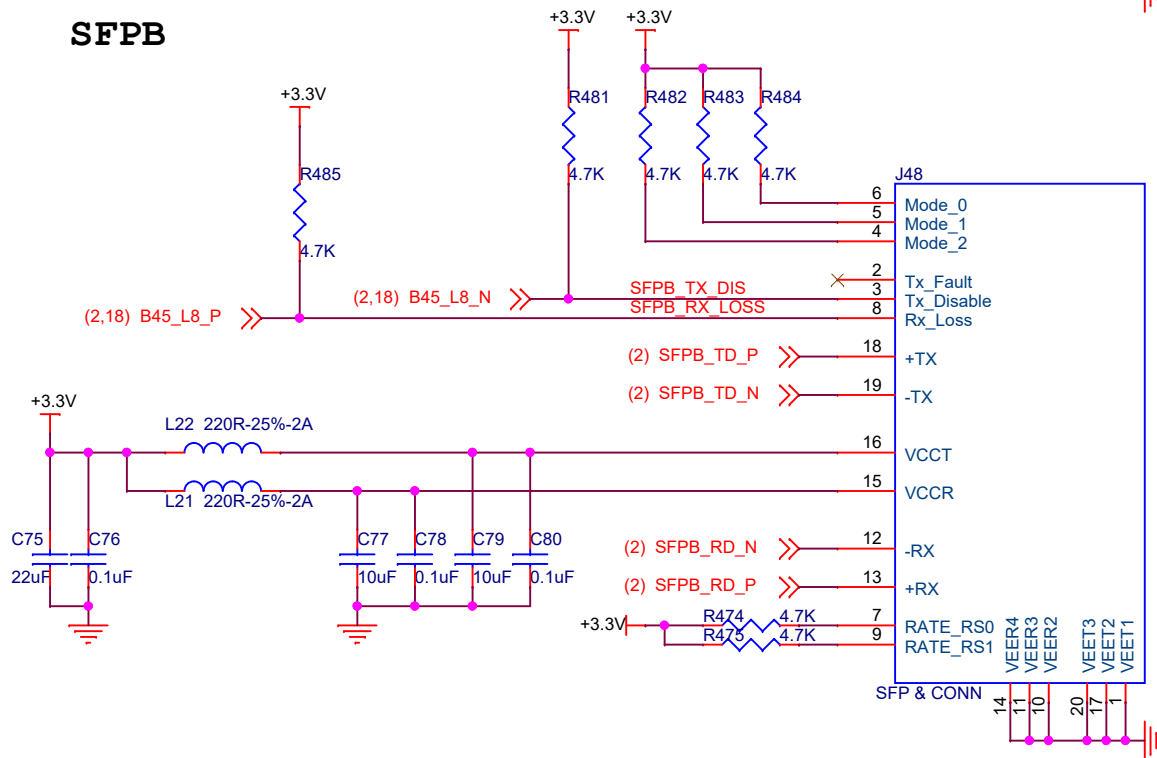 SFPB
+3.3V +3.3V
+3.3V
R481 R482 R483 R484
R485
4.7K 4.7K 4.7K 4.7K
J48
4.7K
6 Mode_0
5 Mode_1
4 Mode_2
2 Tx_Fault
(2,18) B45_L8_N SFPB_TX_DIS 3 Tx_Disable
(2,18) B45_L8_P SFPB_RX_LOSS 8 Rx_Loss
(2) SFPB_TD_P 18 +TX
(2) SFPB_TD_N 19 -TX
+3.3V
L22 220R-25%-2A
16 VCCT
15 VCCR
L21 220R-25%-2A
C75 C76 C77 C78 C79 C80
22uF 0.1uF 10uF 0.1uF 10uF 0.1uF
(2) SFPB_RD_N 12 -RX
(2) SFPB_RD_P 13 +RX
+3.3V R474 4.7K 7 RATE_RS0
R475 4.7K 9 RATE_RS1
VEER4 VEER3 VEER2 VEET3 VEET2 VEET1
SFP & CONN
14 11 10 20 17 1